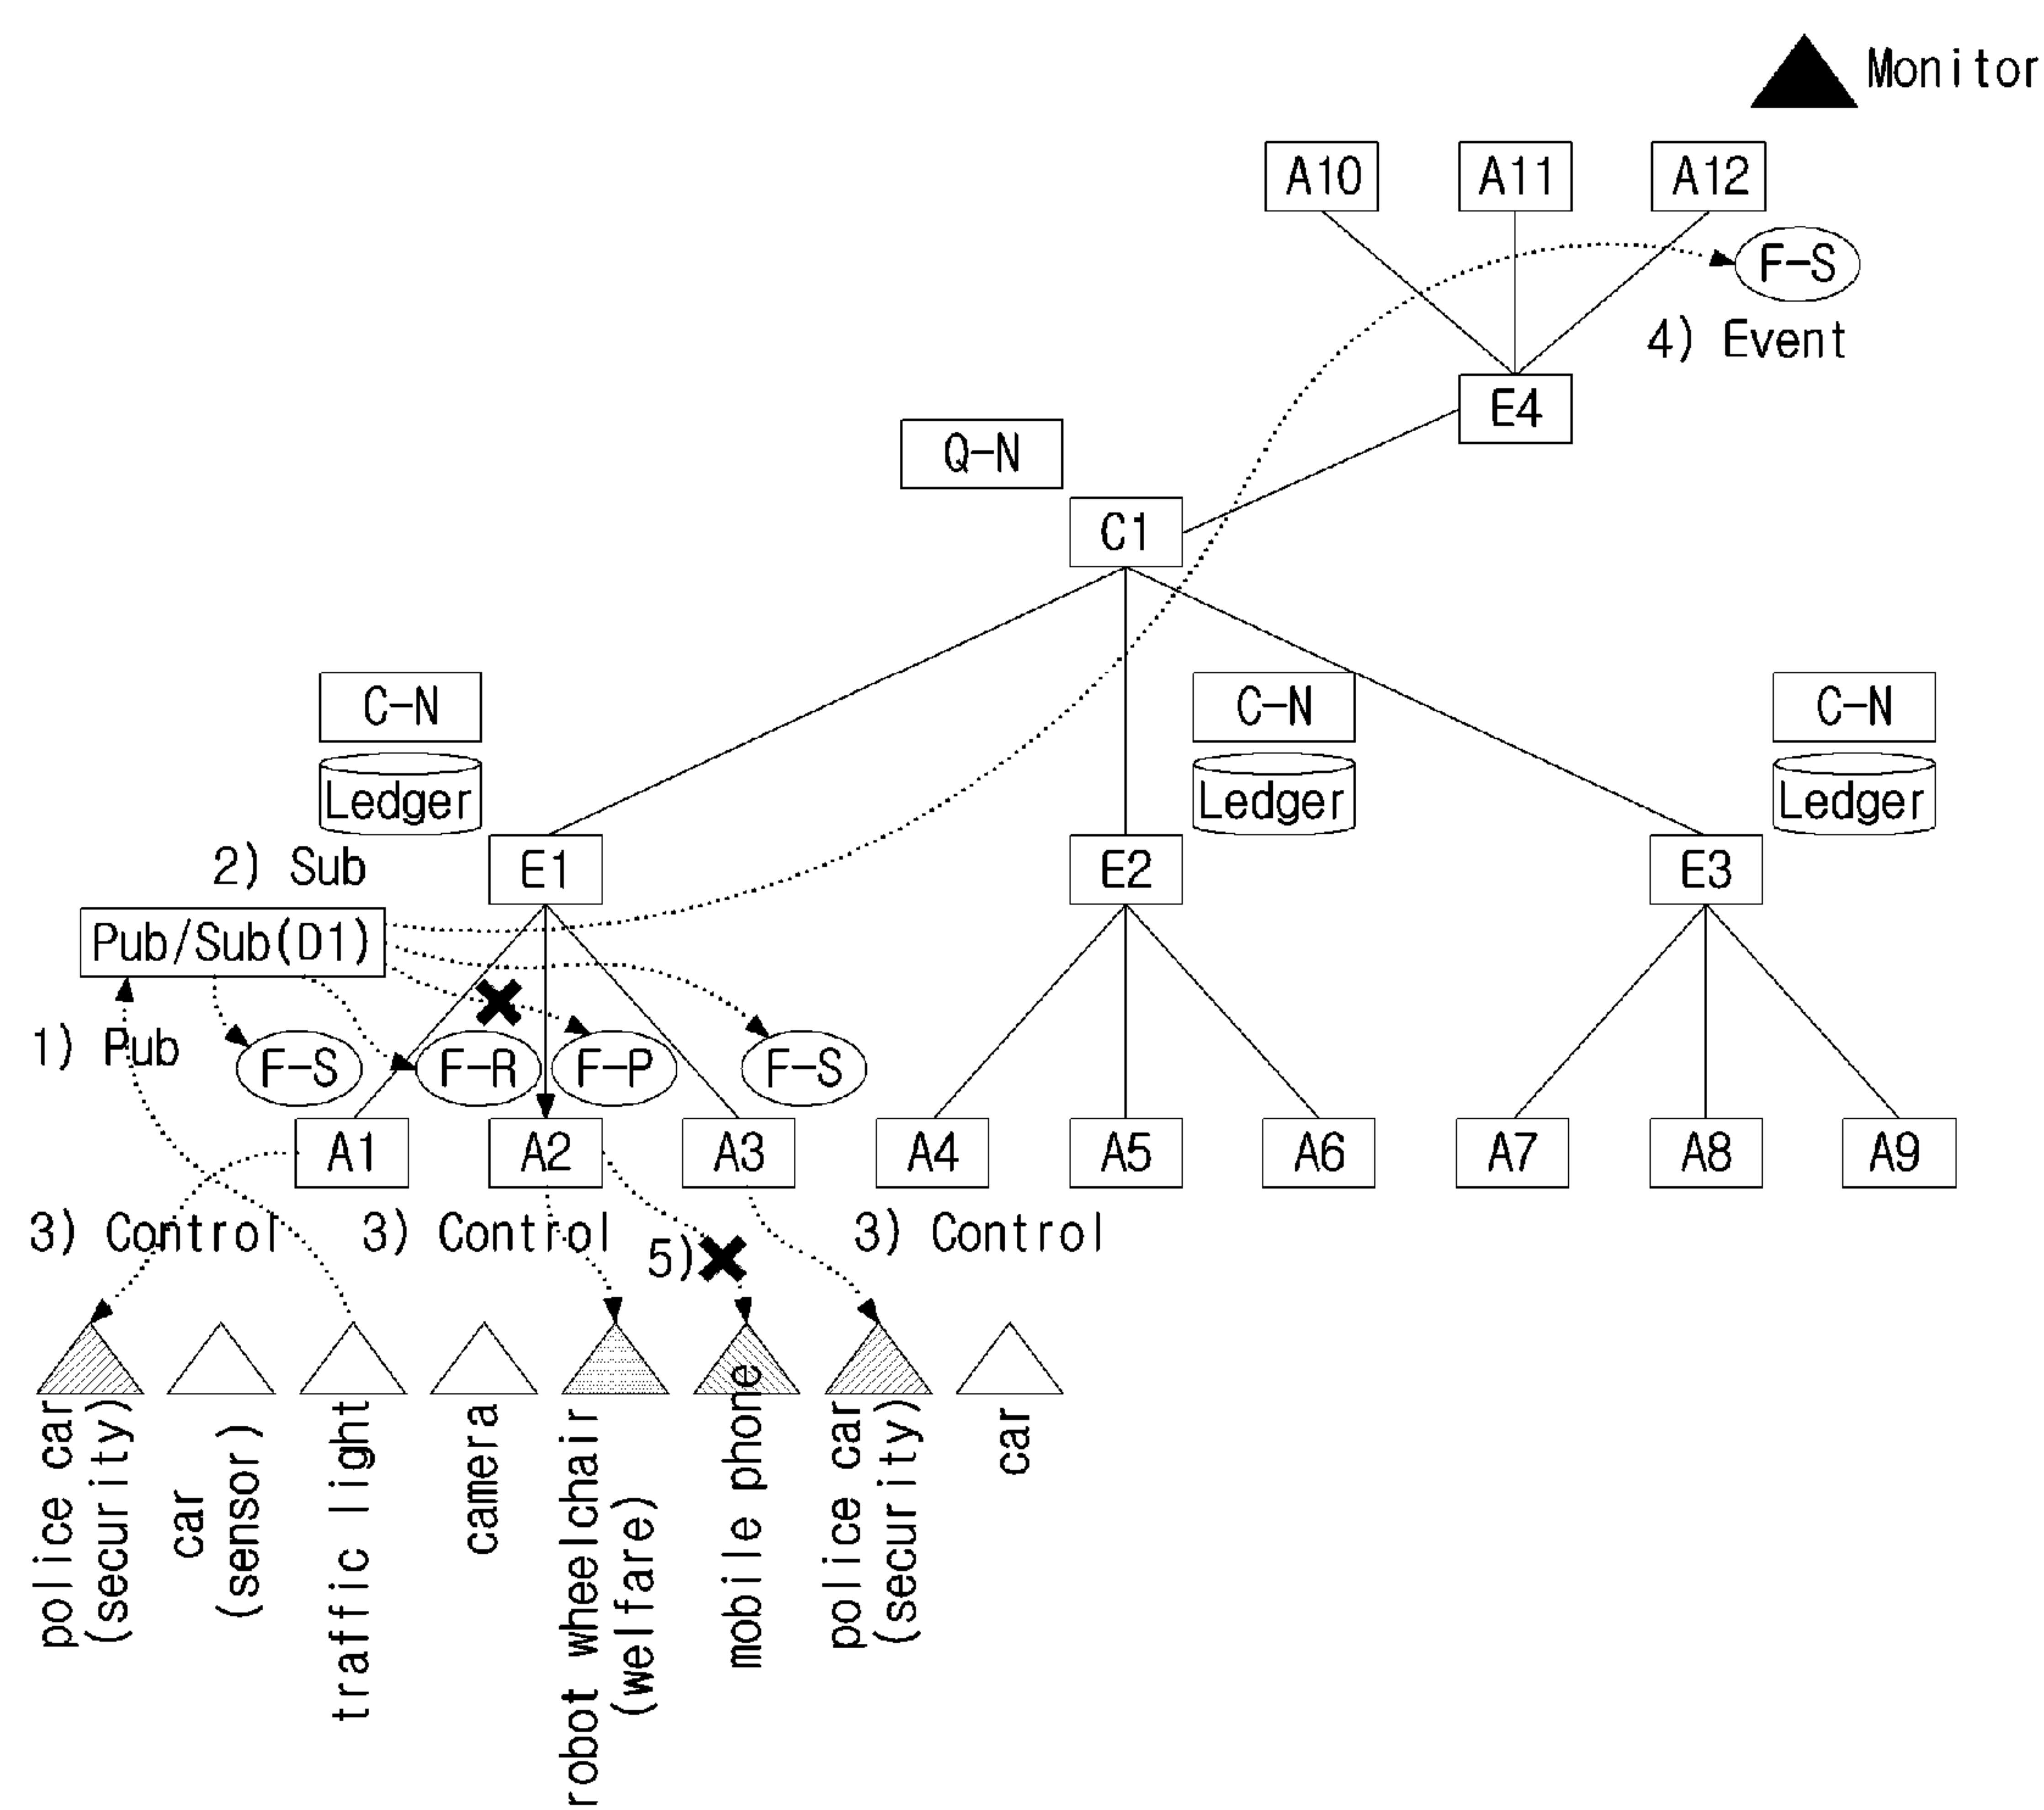 Monitor
A10
A11
A12
F-S
4) Event
E4
Q-N
C1
C-N
C-N
C-N
Ledger
Ledger
Ledger
2) Sub
E1
E2
E3
Pub/Sub(D1)
1) Pub
F-S
F-R
F-P
F-S
A1
A2
A3
A4
A5
A6
A7
A8
A9
3) Control
3) Control
5)
3) Control
police car
(security)
car
(sensor)
traffic light
camera
robot wheelchair
(welfare)
mobile phone
police car
(security)
car